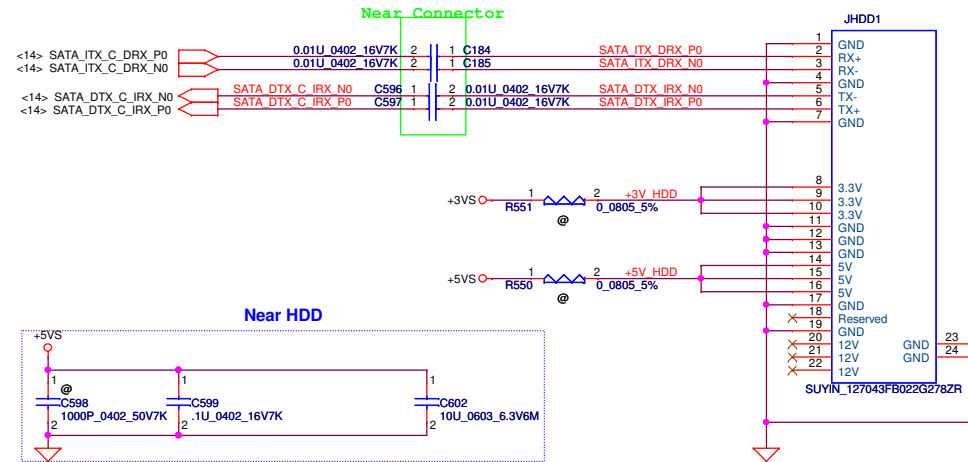 Near Connector
JHDD1
<14> SATA_ITX_C_DRX_P0
<14> SATA_ITX_C_DRX_N0
0.01U_0402_16V7K 2 1 C184
0.01U_0402_16V7K 2 1 C185
SATA_ITX_DRX_P0
SATA_ITX_DRX_N0
<14> SATA_DTX_C_IRX_N0
<14> SATA_DTX_C_IRX_P0
SATA_DTX_C_IRX_N0 C596 1 2 0.01U_0402_16V7K
SATA_DTX_C_IRX_P0 C597 1 2 0.01U_0402_16V7K
SATA_DTX_IRX_N0
SATA_DTX_IRX_P0
1 GND
2 RX+
3 RX-
4 GND
5 TX-
6 TX+
7 GND
8 3.3V
9 3.3V
10 3.3V
11 GND
12 GND
13 GND
14 5V
15 5V
16 5V
17 GND
18 Reserved
19 GND
20 12V
21 12V
22 12V
GND 23
GND 24
SUYIN_127043FB022G278ZR
+3VS 1 2 +3V_HDD
R551 0_0805_5%
@
+5VS 1 2 +5V_HDD
R550 0_0805_5%
@
Near HDD
+5VS
1 @
C598
1000P_0402_50V7K
2
1
C599
.1U_0402_16V7K
2
1
C602
10U_0603_6.3V6M
2